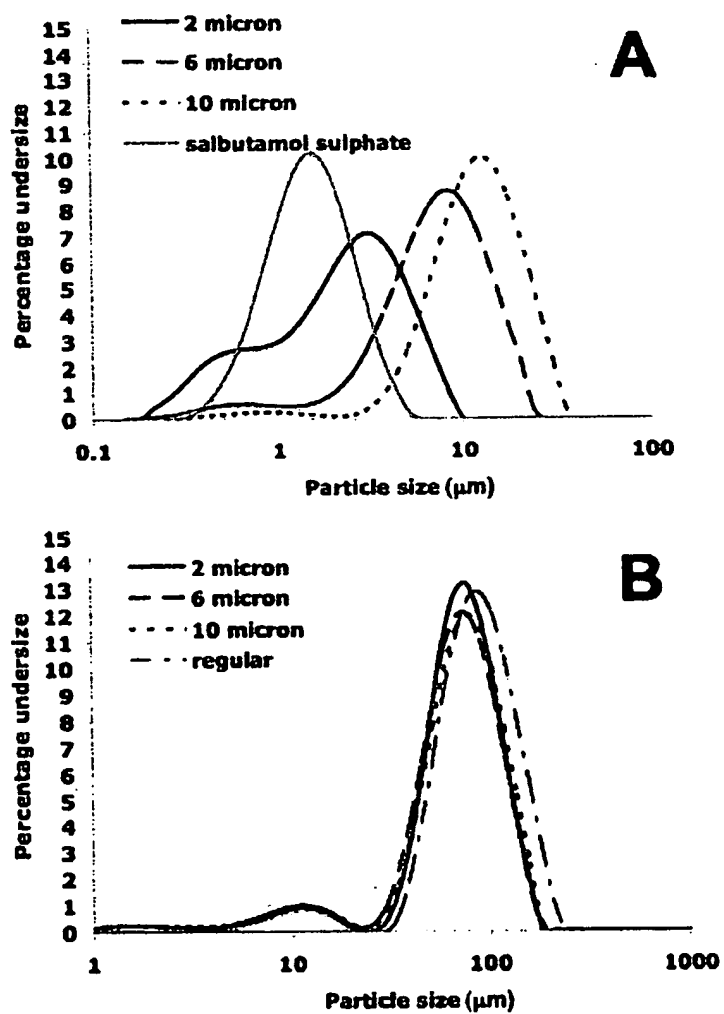 15
14
13
12
11
10
9
8
7
6
5
4
3
2
1
0
Percentage undersize
2 micron
6 micron
10 micron
salbutamol sulphate
A
0.1
1
10
100
Particle size (µm)
15
14
13
12
11
10
9
8
7
6
5
4
3
2
1
0
Percentage undersize
2 micron
6 micron
10 micron
regular
B
1
10
100
1000
Particle size (µm)